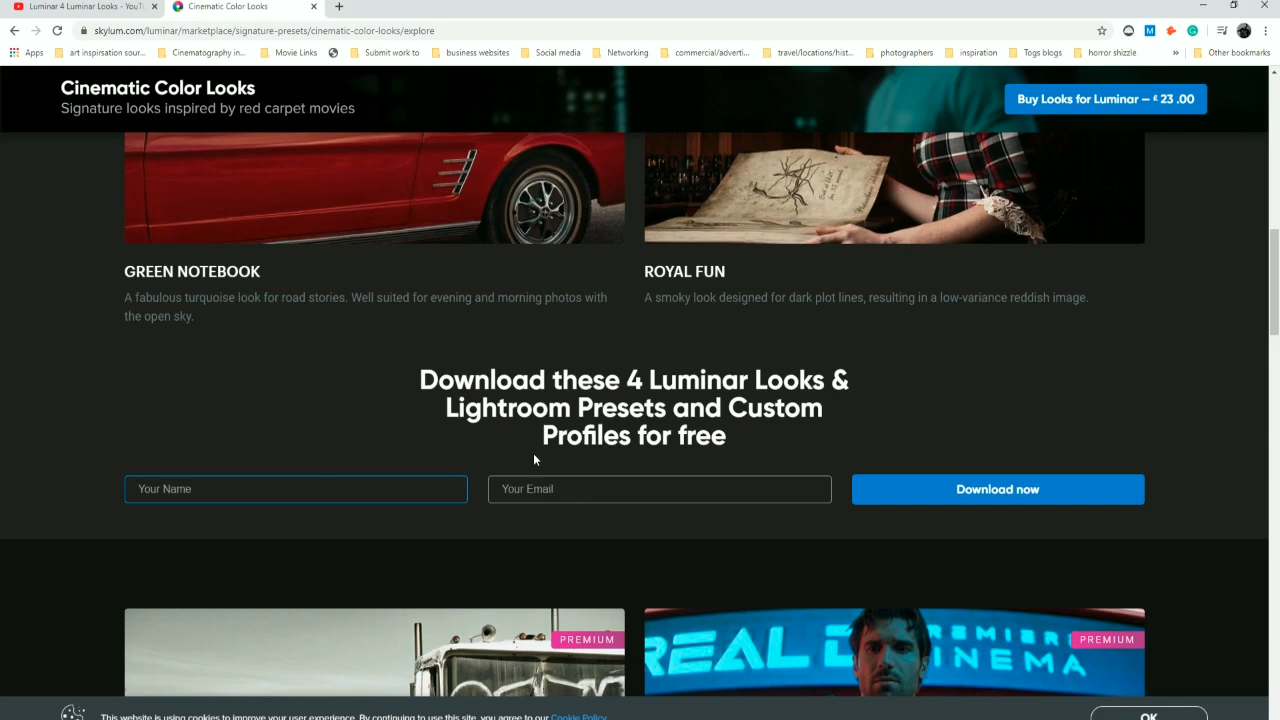 Luminar 4 Luminar Looks - YouTu
Cinematic Color Looks
skylum.com/luminar/marketplace/signature-presets/cinematic-color-looks/explore
Apps
art inspirsation sour...
Cinematography in...
Movie Links
Submit work to
business websites
Social media
Networking
commercial/adverti...
travel/locations/hist...
photographers
inspiration
Togs blogs
horror shizzle
»
Other bookmarks
Cinematic Color Looks
Signature looks inspired by red carpet movies
Buy Looks for Luminar – £ 23 .00
GREEN NOTEBOOK
A fabulous turquoise look for road stories. Well suited for evening and morning photos with
the open sky.
ROYAL FUN
A smoky look designed for dark plot lines, resulting in a low-variance reddish image.
Download these 4 Luminar Looks &
Lightroom Presets and Custom
Profiles for free
Your Name
Your Email
Download now
PREMIUM
REAL D
PREMIERE
CINEMA
PREMIUM
This website is using cookies to improve your user experience. By continuing to use this site, you agree to our Cookie Policy
OK